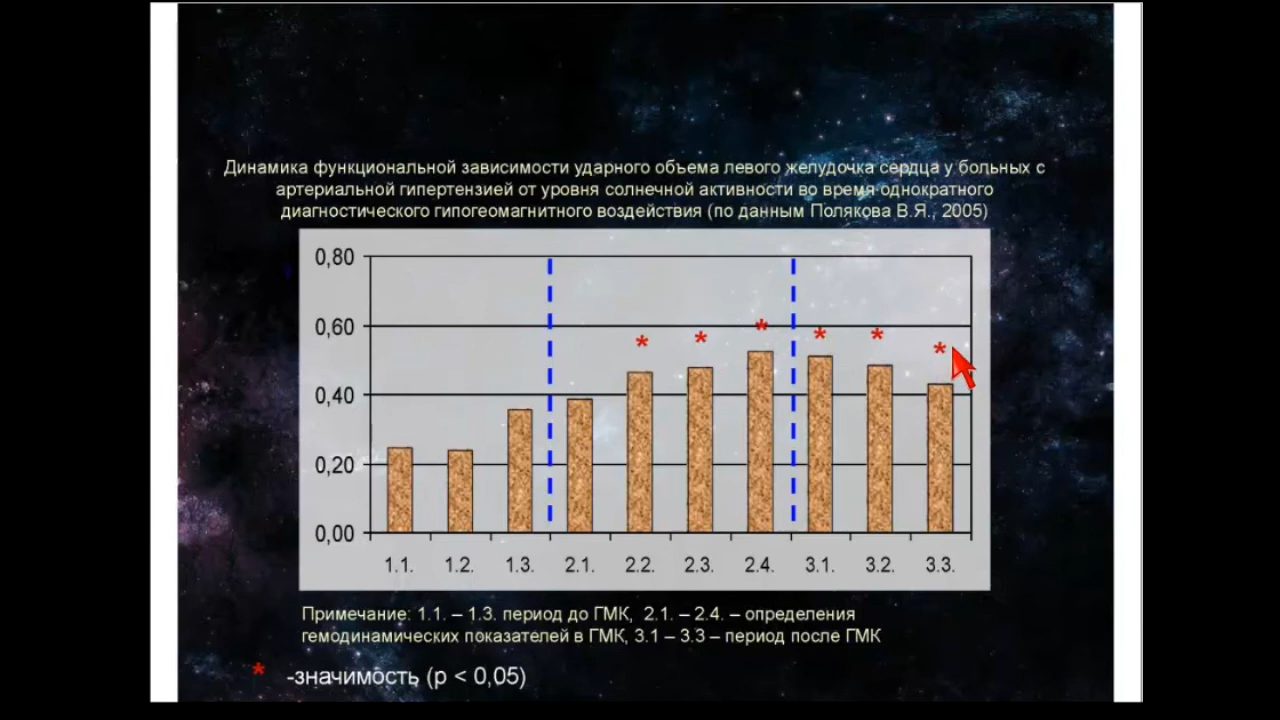 Динамика функциональной зависимости ударного объема левого желудочка сердца у больных с
артериальной гипертензией от уровня солнечной активности во время однократного
диагностического гипогеомагнитного воздействия (по данным Полякова В.Я., 2005)
0,80
0,60
0,40
0,20
0,00
* * * * * *
1.1. 1.2. 1.3. 2.1. 2.2. 2.3. 2.4. 3.1. 3.2. 3.3.
Примечание: 1.1. – 1.3. период до ГМК, 2.1. – 2.4. – определения
гемодинамических показателей в ГМК, 3.1 – 3.3 – период после ГМК
* -значимость (p < 0,05)